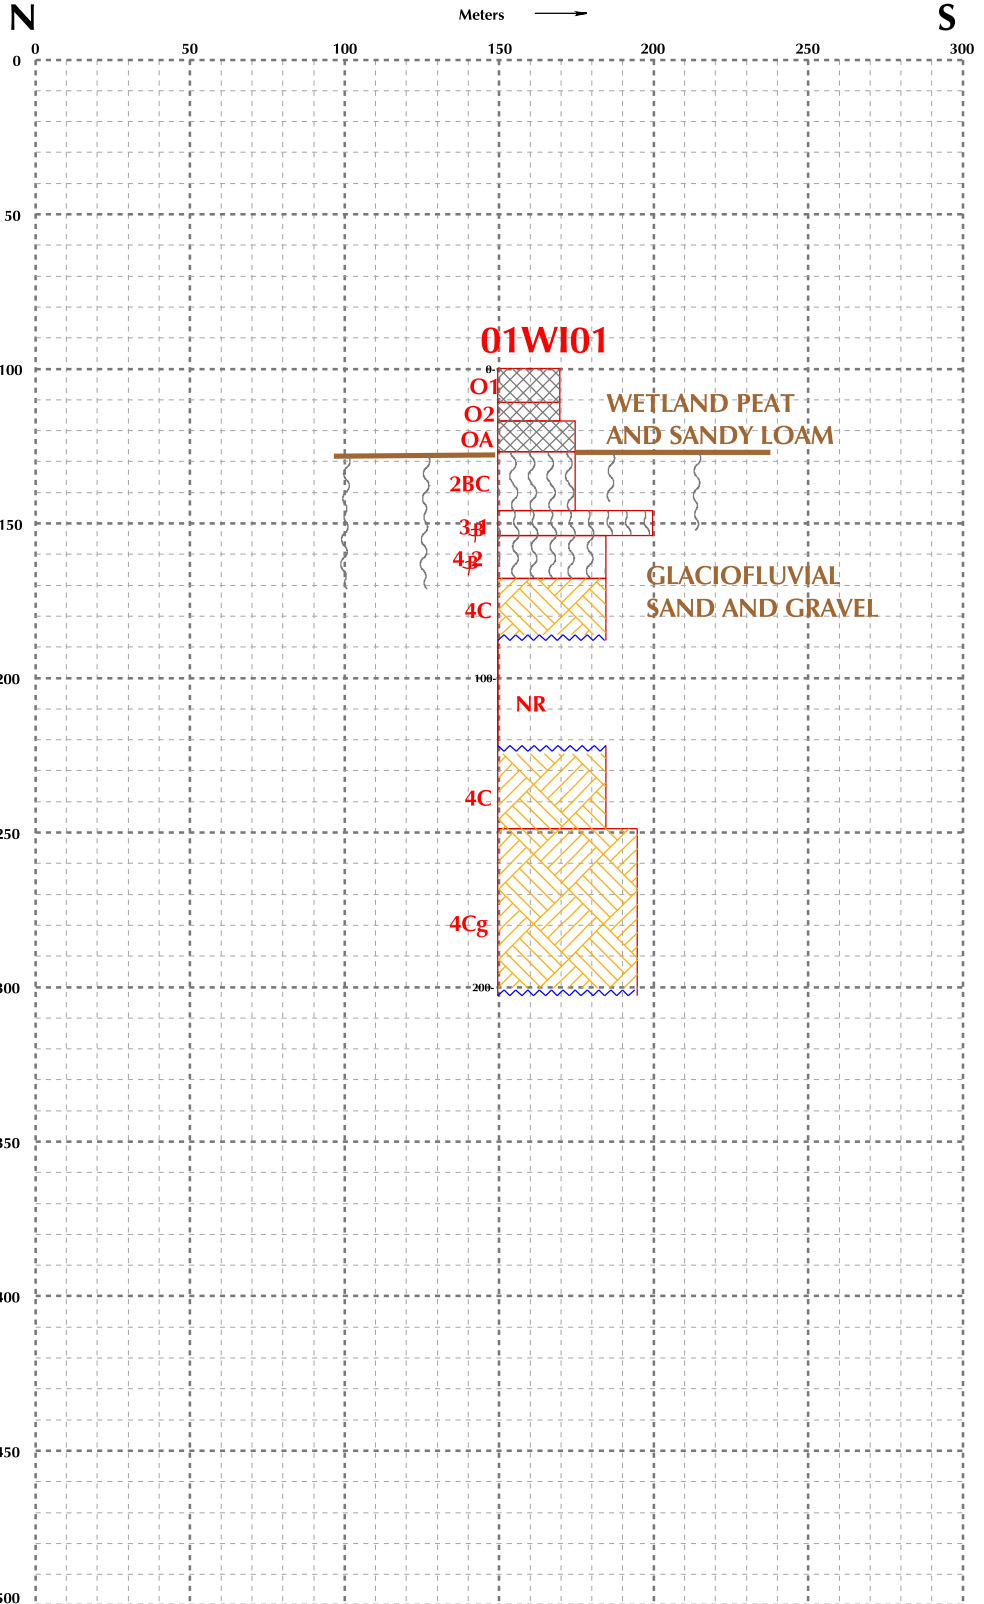 N
Meters
S
0 50 100 150 200 250 300
0
50
01WI01
100
0-
O1
WETLAND PEAT
O2
AND SANDY LOAM
OA
2BC
150
GLACIOFLUVIAL
SAND AND GRAVEL
4C
200
100-
NR
4C
250
4Cg
300
200-
350
400
450
500